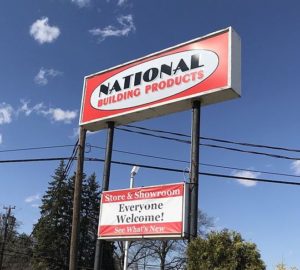 NATIONAL
BUILDING PRODUCTS
Store & Showroom
Everyone
Welcome!
See What's New